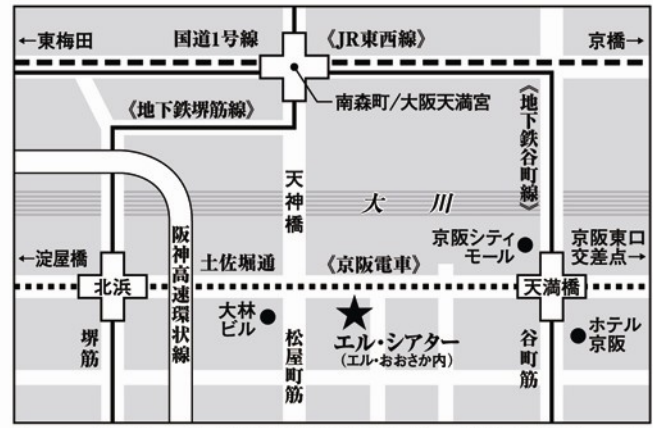 ←東梅田
国道1号線
《JR東西線》
京橋→
南森町/大阪天満宮
《地下鉄堺筋線》
《地下鉄谷町線》
天神橋
大川
京阪シティ
モール
京阪東口
交差点→
←淀屋橋
阪神高速環状線
土佐堀通
《京阪電車》
北浜
天満橋
大林
ビル
エル・シアター
(エル・おおさか内)
ホテル
京阪
堺筋
松屋町筋
谷町筋